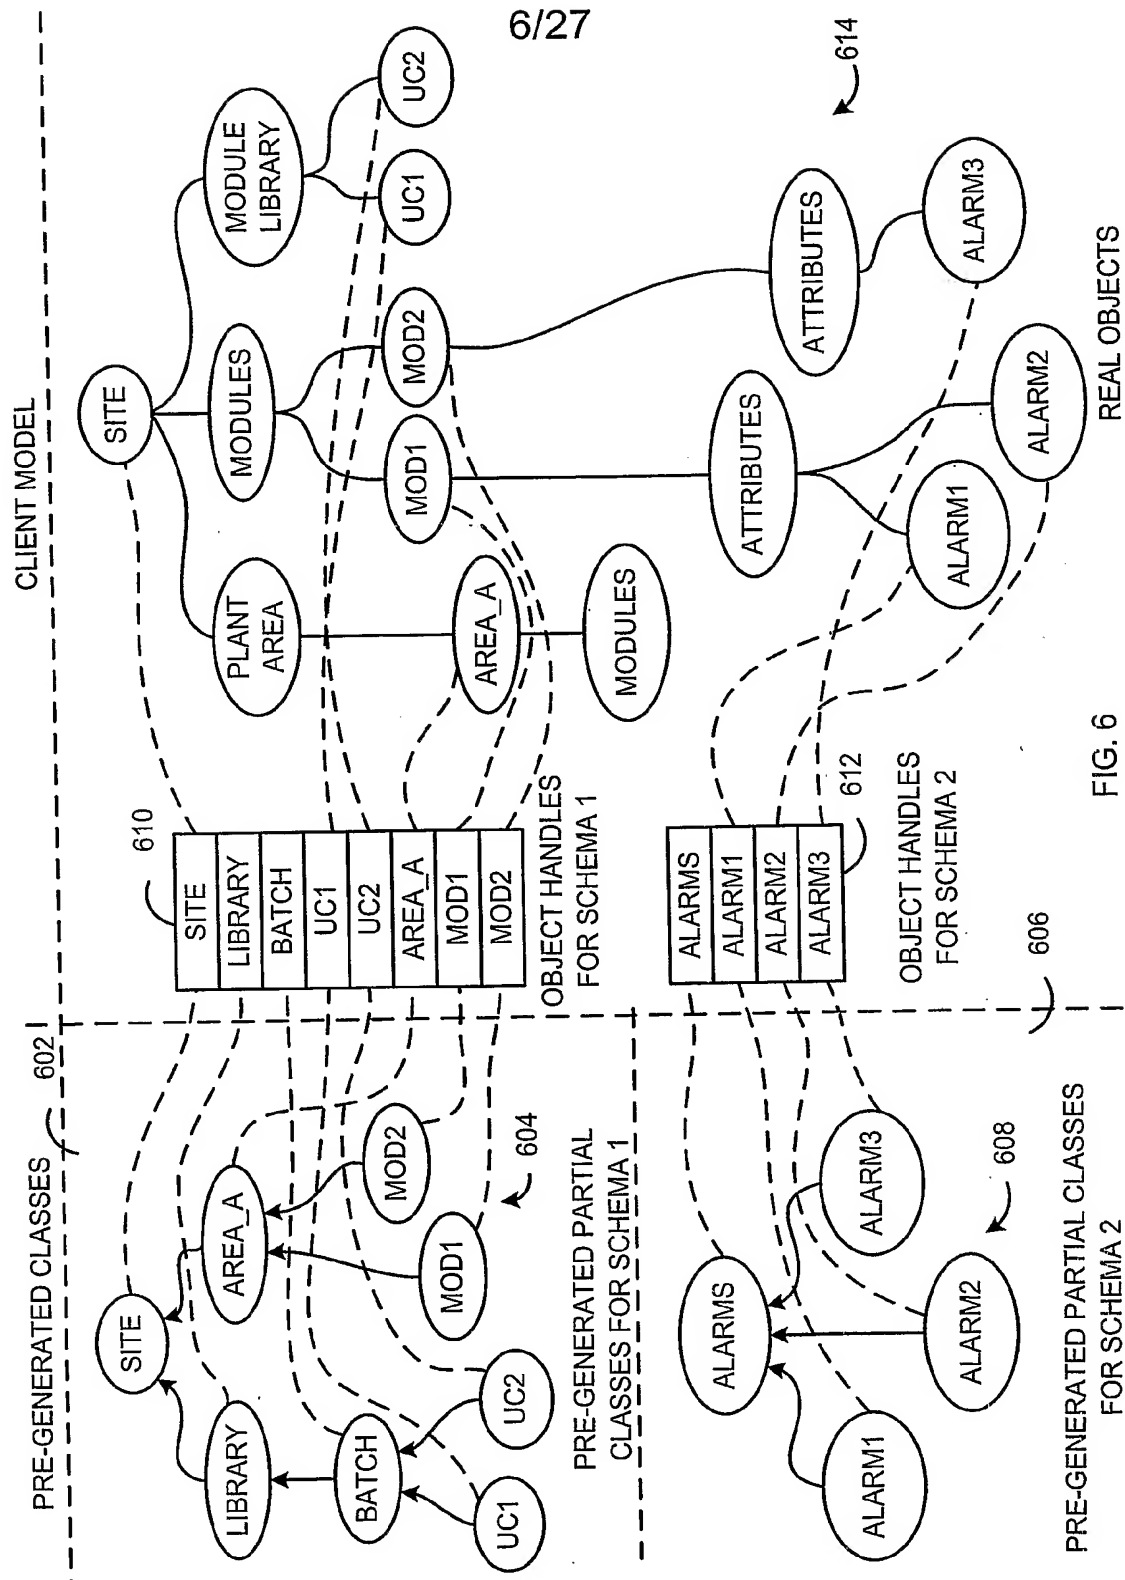 6/27
PRE-GENERATED CLASSES
602
CLIENT MODEL
SITE
LIBRARY
AREA_A
BATCH
MOD2
MOD1
UC1
UC2
604
PRE-GENERATED PARTIAL
CLASSES FOR SCHEMA 1
610
SITE
LIBRARY
BATCH
UC1
UC2
AREA_A
MOD1
MOD2
OBJECT HANDLES
FOR SCHEMA 1
SITE
PLANT
AREA
MODULES
MODULE
LIBRARY
AREA_A
MOD1
MOD2
UC1
UC2
MODULES
ATTRIBUTES
ATTRIBUTES
ALARM1
ALARM2
ALARM3
614
REAL OBJECTS
ALARMS
ALARM1
ALARM2
ALARM3
608
PRE-GENERATED PARTIAL CLASSES
FOR SCHEMA 2
ALARMS
ALARM1
ALARM2
ALARM3
612
OBJECT HANDLES
FOR SCHEMA 2
606
FIG. 6